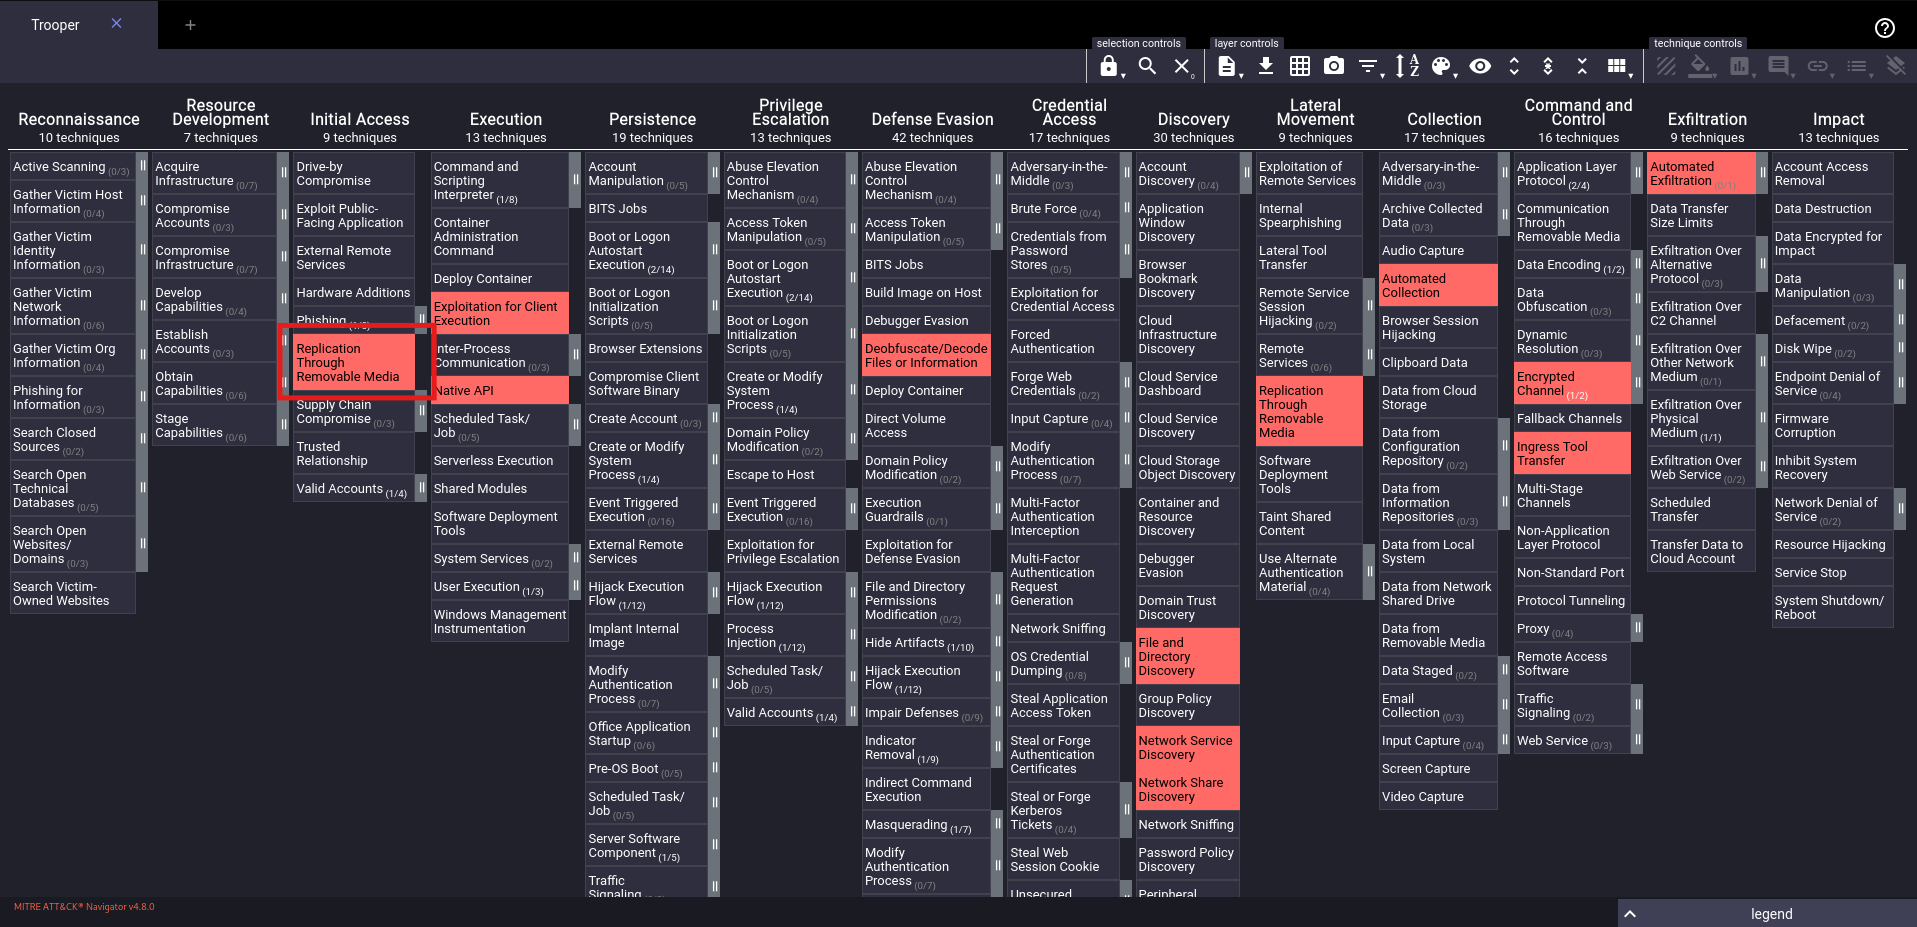 Trooper
selection controls
layer controls
technique controls
Reconnaissance
10 techniques
Active Scanning (0/3)
Gather Victim Host
Information (0/4)
Gather Victim
Identity
Information (0/3)
Gather Victim
Network
Information (0/6)
Gather Victim Org
Information (0/4)
Phishing for
Information (0/3)
Search Closed
Sources (0/2)
Search Open
Technical
Databases (0/5)
Search Open
Websites/
Domains (0/3)
Search Victim-
Owned Websites
Resource
Development
7 techniques
Acquire
Infrastructure (0/7)
Compromise
Accounts (0/3)
Compromise
Infrastructure (0/7)
Develop
Capabilities (0/4)
Establish
Accounts (0/3)
Obtain
Capabilities (0/6)
Stage
Capabilities (0/6)
Initial Access
9 techniques
Drive-by
Compromise
Exploit Public-
Facing Application
External Remote
Services
Hardware Additions
Phishing
Replication
Through
Removable Media
Supply Chain
Compromise (0/3)
Trusted
Relationship
Valid Accounts (1/4)
Execution
13 techniques
Command and
Scripting
Interpreter (1/8)
Container
Administration
Command
Deploy Container
Exploitation for Client
Execution
Inter-Process
Communication (0/3)
Native API
Scheduled Task/
Job (0/5)
Serverless Execution
Shared Modules
Software Deployment
Tools
System Services (0/2)
User Execution (1/3)
Windows Management
Instrumentation
Persistence
19 techniques
Account
Manipulation (0/5)
BITS Jobs
Boot or Logon
Autostart
Execution (2/14)
Boot or Logon
Initialization
Scripts (0/5)
Browser Extensions
Compromise Client
Software Binary
Create Account (0/3)
Create or Modify
System
Process (1/4)
Event Triggered
Execution (0/16)
External Remote
Services
Hijack Execution
Flow (1/12)
Implant Internal
Image
Modify
Authentication
Process (0/7)
Office Application
Startup (0/6)
Pre-OS Boot (0/5)
Scheduled Task/
Job (0/5)
Server Software
Component (1/5)
Traffic
Signaling
Privilege
Escalation
13 techniques
Abuse Elevation
Control
Mechanism (0/4)
Access Token
Manipulation (0/5)
Boot or Logon
Autostart
Execution (2/14)
Boot or Logon
Initialization
Scripts (0/5)
Create or Modify
System
Process (1/4)
Domain Policy
Modification (0/2)
Escape to Host
Event Triggered
Execution (0/16)
Exploitation for
Privilege Escalation
Hijack Execution
Flow (1/12)
Process
Injection (1/12)
Scheduled Task/
Job (0/5)
Valid Accounts (1/4)
Defense Evasion
42 techniques
Abuse Elevation
Control
Mechanism (0/4)
Access Token
Manipulation (0/5)
BITS Jobs
Build Image on Host
Debugger Evasion
Deobfuscate/Decode
Files or Information
Deploy Container
Direct Volume
Access
Domain Policy
Modification (0/2)
Execution
Guardrails (0/1)
Exploitation for
Defense Evasion
File and Directory
Permissions
Modification (0/2)
Hide Artifacts (1/10)
Hijack Execution
Flow (1/12)
Impair Defenses (0/9)
Indicator
Removal (1/9)
Indirect Command
Execution
Masquerading (1/7)
Modify
Authentication
Process (0/7)
Credential
Access
17 techniques
Adversary-in-the-
Middle (0/3)
Brute Force (0/4)
Credentials from
Password
Stores (0/5)
Exploitation for
Credential Access
Forced
Authentication
Forge Web
Credentials (0/2)
Input Capture (0/4)
Modify
Authentication
Process (0/7)
Multi-Factor
Authentication
Interception
Multi-Factor
Authentication
Request
Generation
Network Sniffing
OS Credential
Dumping (0/8)
Steal Application
Access Token
Steal or Forge
Authentication
Certificates
Steal or Forge
Kerberos
Tickets (0/4)
Steal Web
Session Cookie
Unsecured
Discovery
30 techniques
Account
Discovery (0/4)
Application
Window
Discovery
Browser
Bookmark
Discovery
Cloud
Infrastructure
Discovery
Cloud Service
Dashboard
Cloud Service
Discovery
Cloud Storage
Object Discovery
Container and
Resource
Discovery
Debugger
Evasion
Domain Trust
Discovery
File and
Directory
Discovery
Group Policy
Discovery
Network Service
Discovery
Network Share
Discovery
Network Sniffing
Password Policy
Discovery
Peripheral
Lateral
Movement
9 techniques
Exploitation of
Remote Services
Internal
Spearphishing
Lateral Tool
Transfer
Remote Service
Session
Hijacking (0/2)
Remote
Services (0/6)
Replication
Through
Removable
Media
Software
Deployment
Tools
Taint Shared
Content
Use Alternate
Authentication
Material (0/4)
Collection
17 techniques
Adversary-in-the-
Middle (0/3)
Archive Collected
Data (0/3)
Audio Capture
Automated
Collection
Browser Session
Hijacking
Clipboard Data
Data from Cloud
Storage
Data from
Configuration
Repository (0/2)
Data from
Information
Repositories (0/3)
Data from Local
System
Data from Network
Shared Drive
Data from
Removable Media
Data Staged (0/2)
Email
Collection (0/3)
Input Capture (0/4)
Screen Capture
Video Capture
Command and
Control
16 techniques
Application Layer
Protocol (2/4)
Communication
Through
Removable Media
Data Encoding (1/2)
Data
Obfuscation (0/3)
Dynamic
Resolution (0/3)
Encrypted
Channel (1/2)
Fallback Channels
Ingress Tool
Transfer
Multi-Stage
Channels
Non-Application
Layer Protocol
Non-Standard Port
Protocol Tunneling
Proxy (0/4)
Remote Access
Software
Traffic
Signaling (0/2)
Web Service (0/3)
Exfiltration
9 techniques
Automated
Exfiltration (0/1)
Data Transfer
Size Limits
Exfiltration Over
Alternative
Protocol (0/3)
Exfiltration Over
C2 Channel
Exfiltration Over
Other Network
Medium (0/1)
Exfiltration Over
Physical
Medium (1/1)
Exfiltration Over
Web Service (0/2)
Scheduled
Transfer
Transfer Data to
Cloud Account
Impact
13 techniques
Account Access
Removal
Data Destruction
Data Encrypted for
Impact
Data
Manipulation (0/3)
Defacement (0/2)
Disk Wipe (0/2)
Endpoint Denial of
Service (0/4)
Firmware
Corruption
Inhibit System
Recovery
Network Denial of
Service (0/2)
Resource Hijacking
Service Stop
System Shutdown/
Reboot
MITRE ATT&CK® Navigator v4.8.0
legend